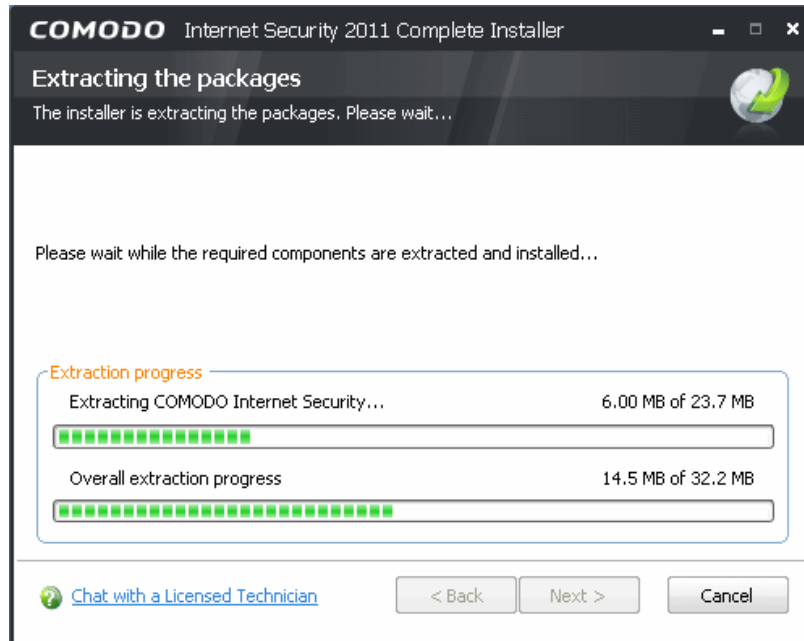 COMODO Internet Security 2011 Complete Installer
Extracting the packages
The installer is extracting the packages. Please wait...
Please wait while the required components are extracted and installed...
Extraction progress
Extracting COMODO Internet Security... 6.00 MB of 23.7 MB
Overall extraction progress 14.5 MB of 32.2 MB
Chat with a Licensed Technician < Back Next > Cancel